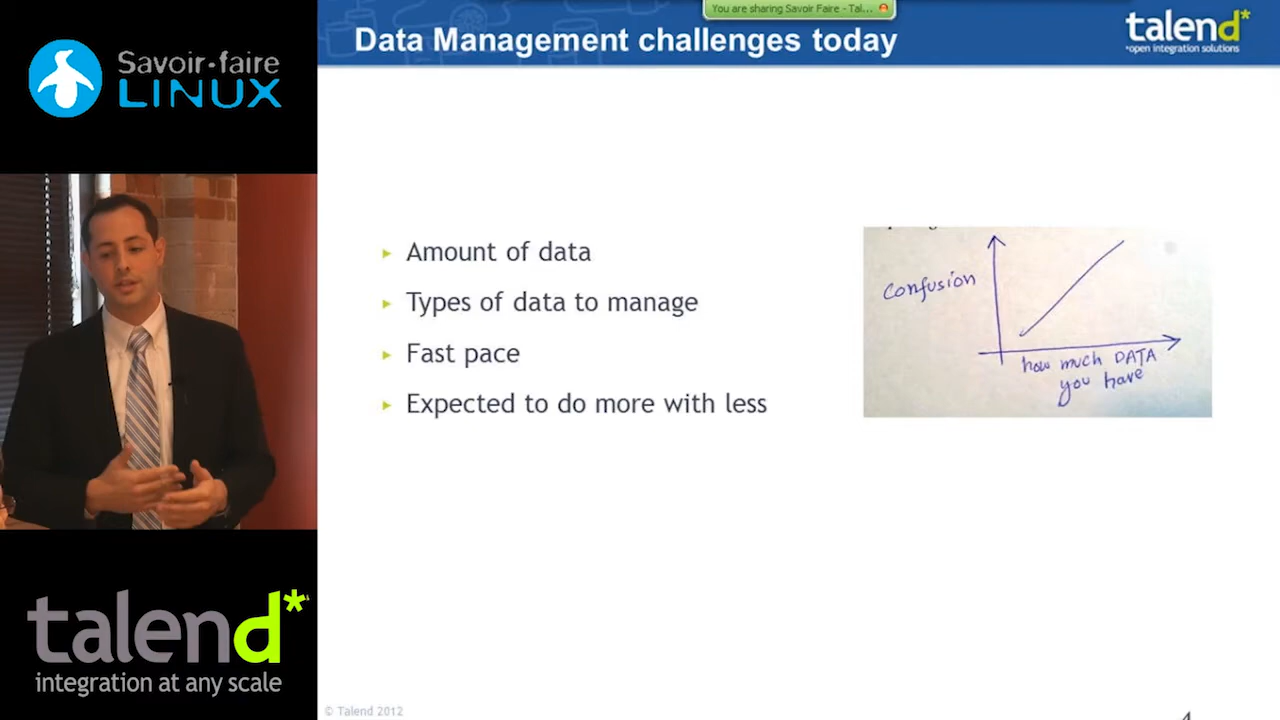 You are sharing Savoir Faire - Tal...
Data Management challenges today
talend*
*open integration solutions
Savoir-faire
LINUX
Amount of data
Types of data to manage
Fast pace
Expected to do more with less
Confusion
how much DATA
you have
talend*
integration at any scale
© Talend 2012
4